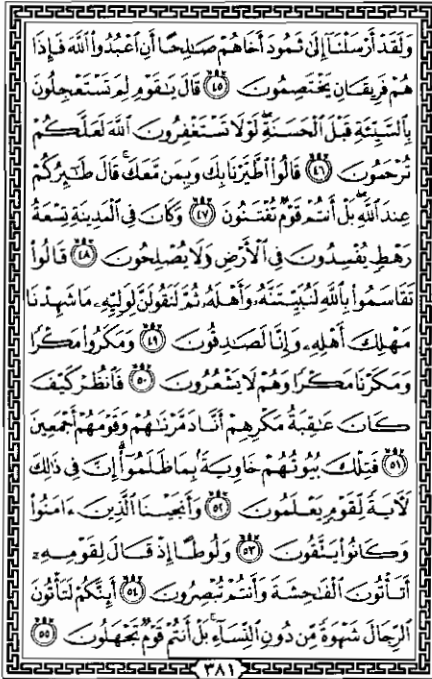 وَلَقَدْ أَرْسَلْنَآ إِلَىٰ ثَمُودَ أَخَاهُمْ صَٰلِحًا أَنِ ٱعْبُدُوا۟ ٱللَّهَ فَإِذَا
هُمْ فَرِيقَانِ يَخْتَصِمُونَ ٤٥ قَالَ يَٰقَوْمِ لِمَ تَسْتَعْجِلُونَ
بِٱلسَّيِّئَةِ قَبْلَ ٱلْحَسَنَةِ ۖ لَوْلَا تَسْتَغْفِرُونَ ٱللَّهَ لَعَلَّكُمْ
تُرْحَمُونَ ٤٦ قَالُوا۟ ٱطَّيَّرْنَا بِكَ وَبِمَن مَّعَكَ ۚ قَالَ طَٰٓئِرُكُمْ
عِندَ ٱللَّهِ ۖ بَلْ أَنتُمْ قَوْمٌ تُفْتَنُونَ ٤٧ وَكَانَ فِى ٱلْمَدِينَةِ تِسْعَةُ
رَهْطٍ يُفْسِدُونَ فِى ٱلْأَرْضِ وَلَا يُصْلِحُونَ ٤٨ قَالُوا۟
تَقَاسَمُوا۟ بِٱللَّهِ لَنُبَيِّتَنَّهُۥ وَأَهْلَهُۥ ثُمَّ لَنَقُولَنَّ لِوَلِيِّهِۦ مَا شَهِدْنَا
مَهْلِكَ أَهْلِهِۦ وَإِنَّا لَصَٰدِقُونَ ٤٩ وَمَكَرُوا۟ مَكْرًا
وَمَكَرْنَا مَكْرًا وَهُمْ لَا يَشْعُرُونَ ٥٠ فَٱنظُرْ كَيْفَ
كَانَ عَٰقِبَةُ مَكْرِهِمْ أَنَّا دَمَّرْنَٰهُمْ وَقَوْمَهُمْ أَجْمَعِينَ
٥١ فَتِلْكَ بُيُوتُهُمْ خَاوِيَةًۢ بِمَا ظَلَمُوٓا۟ ۗ إِنَّ فِى ذَٰلِكَ
لَءَايَةً لِّقَوْمٍ يَعْلَمُونَ ٥٢ وَأَنجَيْنَا ٱلَّذِينَ ءَامَنُوا۟
وَكَانُوا۟ يَتَّقُونَ ٥٣ وَلُوطًا إِذْ قَالَ لِقَوْمِهِۦٓ
أَتَأْتُونَ ٱلْفَٰحِشَةَ وَأَنتُمْ تُبْصِرُونَ ٥٤ أَئِنَّكُمْ لَتَأْتُونَ
ٱلرِّجَالَ شَهْوَةً مِّن دُونِ ٱلنِّسَآءِ ۚ بَلْ أَنتُمْ قَوْمٌ تَجْهَلُونَ ٥٥
٣٨١